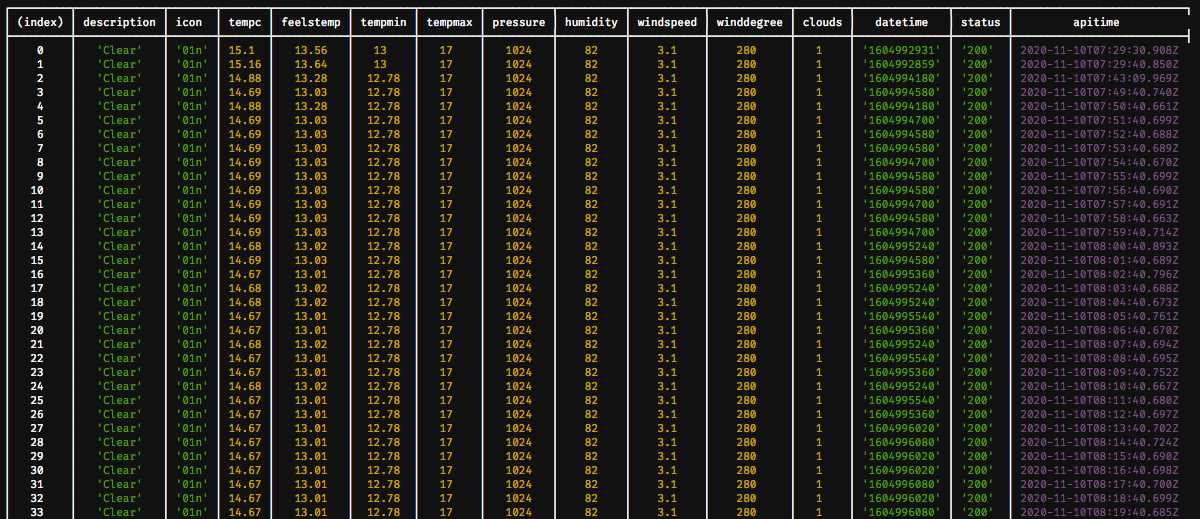 (index) description icon tempc feelstemp tempmin tempmax pressure humidity windspeed winddegree clouds datetime status apitime
0 'Clear' '01n' 15.1 13.56 13 17 1024 82 3.1 280 1 '1604992931' '200' 2020-11-10T07:29:30.908Z
1 'Clear' '01n' 15.16 13.64 13 17 1024 82 3.1 280 1 '1604992859' '200' 2020-11-10T07:29:40.850Z
2 'Clear' '01n' 14.88 13.28 12.78 17 1024 82 3.1 280 1 '1604994180' '200' 2020-11-10T07:43:09.969Z
3 'Clear' '01n' 14.69 13.03 12.78 17 1024 82 3.1 280 1 '1604994580' '200' 2020-11-10T07:49:40.740Z
4 'Clear' '01n' 14.88 13.28 12.78 17 1024 82 3.1 280 1 '1604994180' '200' 2020-11-10T07:50:40.661Z
5 'Clear' '01n' 14.69 13.03 12.78 17 1024 82 3.1 280 1 '1604994700' '200' 2020-11-10T07:51:42.699Z
6 'Clear' '01n' 14.69 13.03 12.78 17 1024 82 3.1 280 1 '1604994580' '200' 2020-11-10T07:52:40.688Z
7 'Clear' '01n' 14.69 13.03 12.78 17 1024 82 3.1 280 1 '1604994580' '200' 2020-11-10T07:53:40.689Z
8 'Clear' '01n' 14.69 13.03 12.78 17 1024 82 3.1 280 1 '1604994700' '200' 2020-11-10T07:54:40.670Z
9 'Clear' '01n' 14.69 13.03 12.78 17 1024 82 3.1 280 1 '1604994580' '200' 2020-11-10T07:55:40.699Z
10 'Clear' '01n' 14.69 13.03 12.78 17 1024 82 3.1 280 1 '1604994580' '200' 2020-11-10T07:56:40.690Z
11 'Clear' '01n' 14.69 13.03 12.78 17 1024 82 3.1 280 1 '1604994700' '200' 2020-11-10T07:57:40.691Z
12 'Clear' '01n' 14.69 13.03 12.78 17 1024 82 3.1 280 1 '1604994580' '200' 2020-11-10T07:58:40.663Z
13 'Clear' '01n' 14.69 13.03 12.78 17 1024 82 3.1 280 1 '1604994700' '200' 2020-11-10T07:59:40.714Z
14 'Clear' '01n' 14.68 13.02 12.78 17 1024 82 3.1 280 1 '1604995240' '200' 2020-11-10T08:00:40.893Z
15 'Clear' '01n' 14.69 13.03 12.78 17 1024 82 3.1 280 1 '1604994580' '200' 2020-11-10T08:01:40.689Z
16 'Clear' '01n' 14.67 13.01 12.78 17 1024 82 3.1 280 1 '1604995360' '200' 2020-11-10T08:02:40.796Z
17 'Clear' '01n' 14.68 13.02 12.78 17 1024 82 3.1 280 1 '1604995240' '200' 2020-11-10T08:03:40.688Z
18 'Clear' '01n' 14.68 13.02 12.78 17 1024 82 3.1 280 1 '1604995240' '200' 2020-11-10T08:04:40.673Z
19 'Clear' '01n' 14.67 13.01 12.78 17 1024 82 3.1 280 1 '1604995540' '200' 2020-11-10T08:05:40.761Z
20 'Clear' '01n' 14.67 13.01 12.78 17 1024 82 3.1 280 1 '1604995360' '200' 2020-11-10T08:06:40.670Z
21 'Clear' '01n' 14.68 13.02 12.78 17 1024 82 3.1 280 1 '1604995240' '200' 2020-11-10T08:07:40.694Z
22 'Clear' '01n' 14.67 13.01 12.78 17 1024 82 3.1 280 1 '1604995540' '200' 2020-11-10T08:08:40.695Z
23 'Clear' '01n' 14.67 13.01 12.78 17 1024 82 3.1 280 1 '1604995360' '200' 2020-11-10T08:09:40.752Z
24 'Clear' '01n' 14.68 13.02 12.78 17 1024 82 3.1 280 1 '1604995240' '200' 2020-11-10T08:10:40.667Z
25 'Clear' '01n' 14.67 13.01 12.78 17 1024 82 3.1 280 1 '1604995540' '200' 2020-11-10T08:11:40.680Z
26 'Clear' '01n' 14.67 13.01 12.78 17 1024 82 3.1 280 1 '1604995360' '200' 2020-11-10T08:12:40.697Z
27 'Clear' '01n' 14.67 13.01 12.78 17 1024 82 3.1 280 1 '1604996020' '200' 2020-11-10T08:13:40.702Z
28 'Clear' '01n' 14.67 13.01 12.78 17 1024 82 3.1 280 1 '1604996080' '200' 2020-11-10T08:14:40.724Z
29 'Clear' '01n' 14.67 13.01 12.78 17 1024 82 3.1 280 1 '1604996020' '200' 2020-11-10T08:15:40.690Z
30 'Clear' '01n' 14.67 13.01 12.78 17 1024 82 3.1 280 1 '1604996020' '200' 2020-11-10T08:16:40.698Z
31 'Clear' '01n' 14.67 13.01 12.78 17 1024 82 3.1 280 1 '1604996080' '200' 2020-11-10T08:17:40.700Z
32 'Clear' '01n' 14.67 13.01 12.78 17 1024 82 3.1 280 1 '1604996020' '200' 2020-11-10T08:18:40.699Z
33 'Clear' '01n' 14.67 13.01 12.78 17 1024 82 3.1 280 1 '1604996080' '200' 2020-11-10T08:19:40.685Z